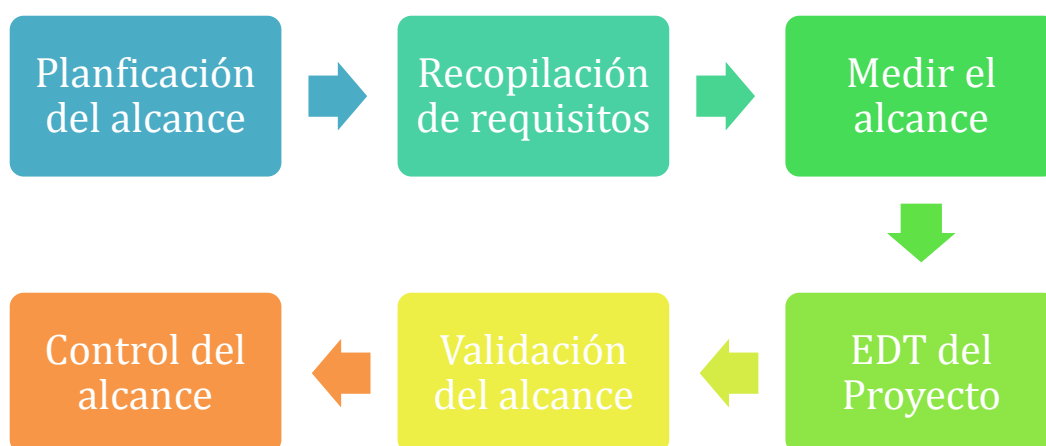 Planficación
del alcance
Recopilación
de requisitos
Medir el
alcance
EDT del
Proyecto
Validación
del alcance
Control del
alcance